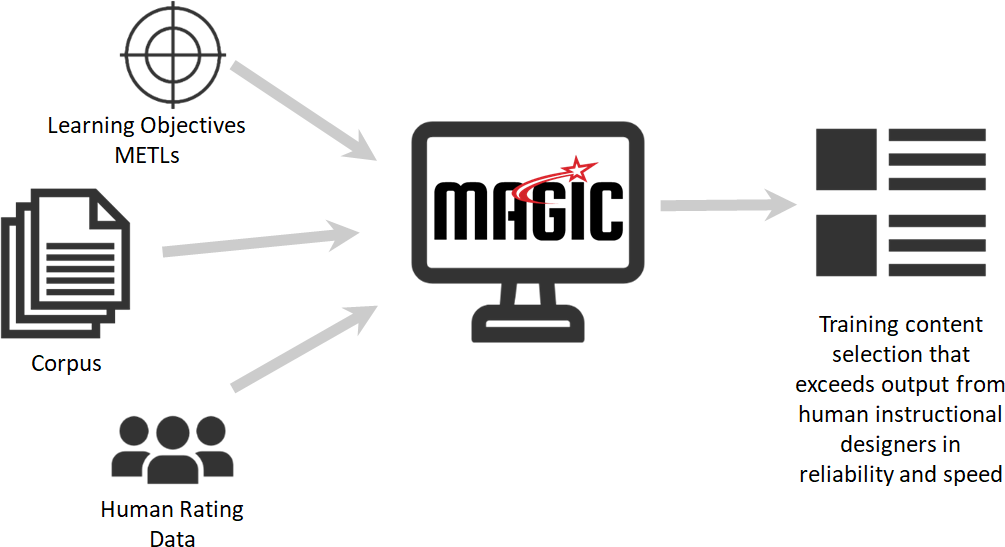 Learning Objectives
METLs
Corpus
Human Rating
Data
MAGIC
Training content
selection that
exceeds output from
human instructional
designers in
reliability and speed